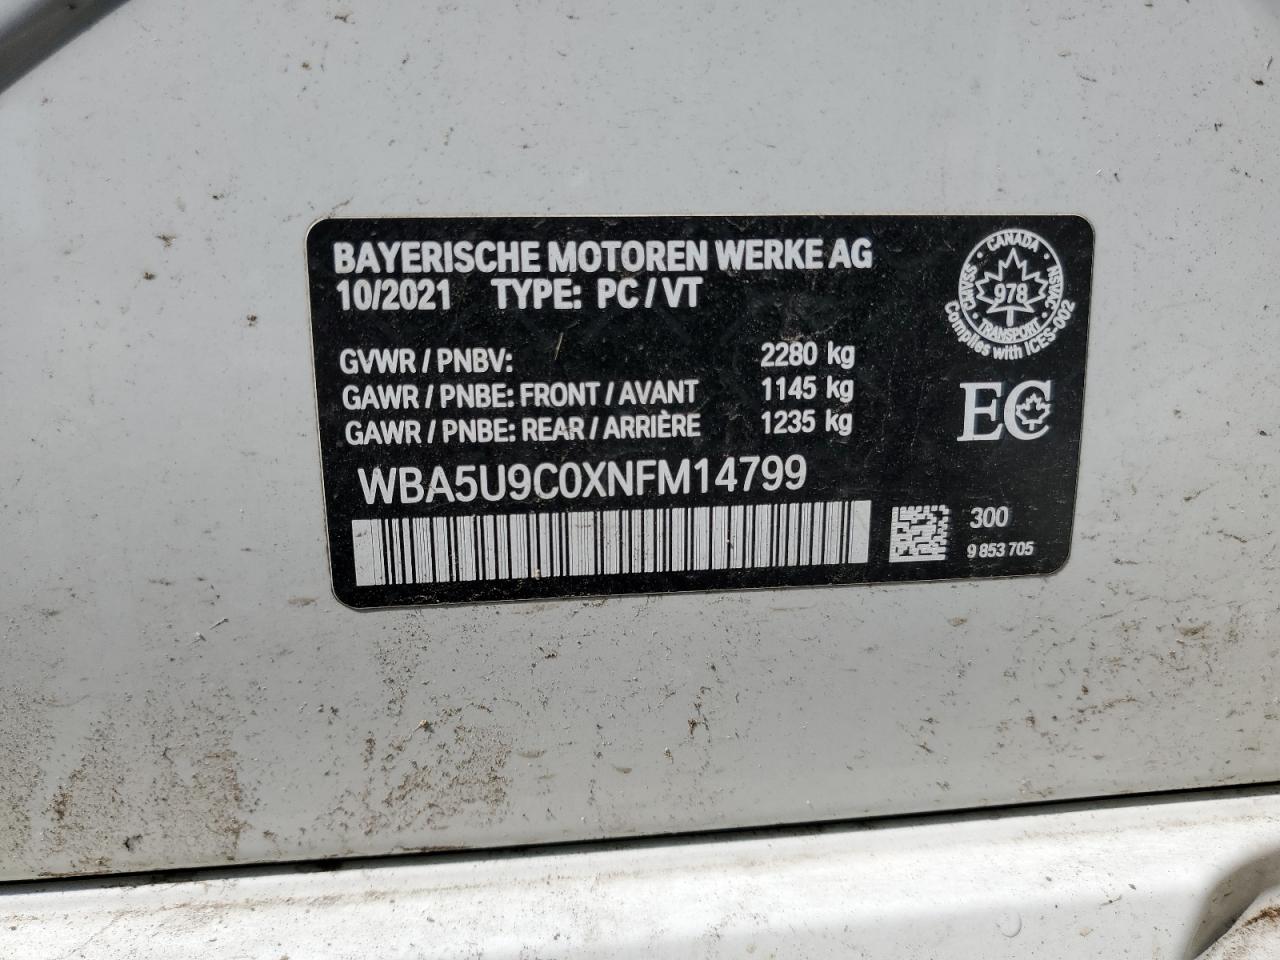 BAYERISCHE MOTOREN WERKE AG
10/2021 TYPE: PC/VT
GVWR / PNBV: 2280 kg
GAWR / PNBE: FRONT / AVANT 1145 kg
GAWR / PNBE: REAR / ARRIÈRE 1235 kg
WBA5U9C0XNFM14799
CANADA
978
TRANSPORT
CMVSS
NSVAC
Complies with ICES-002
EC
300
9 853 705